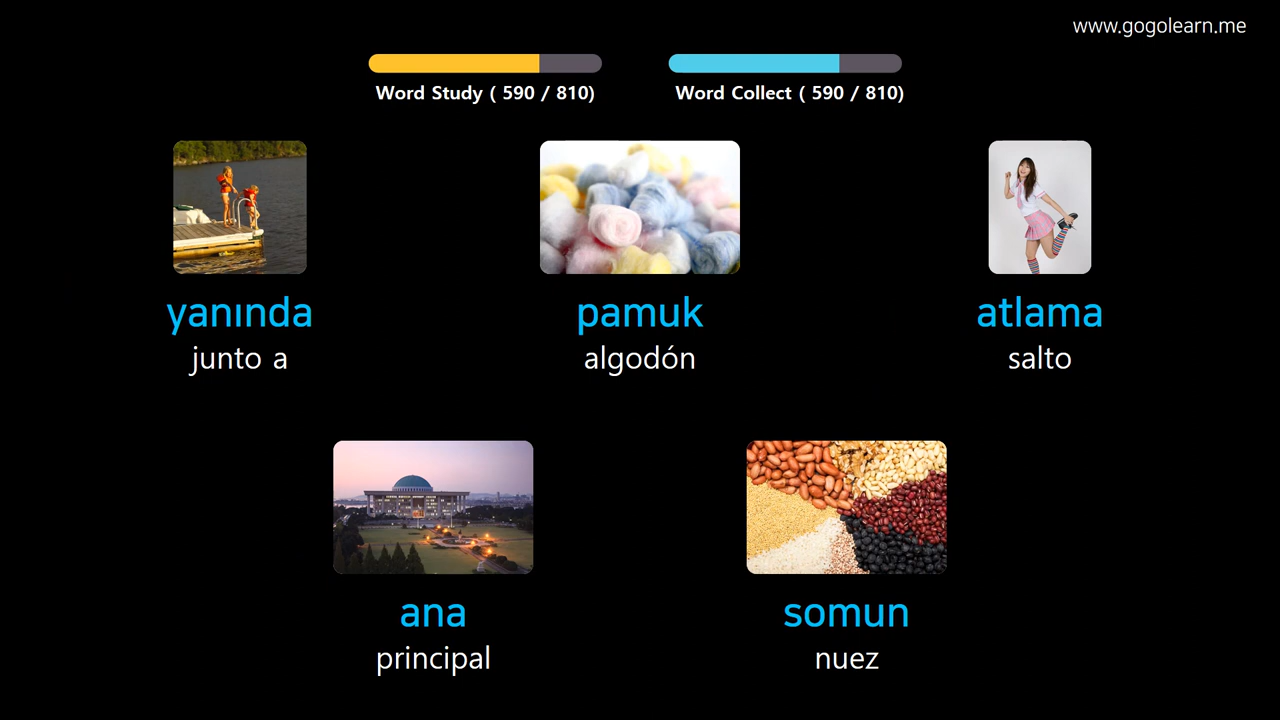 www.gogolearn.me
Word Study ( 590 / 810)
Word Collect ( 590 / 810)
yanında
junto a
pamuk
algodón
atlama
salto
ana
principal
somun
nuez